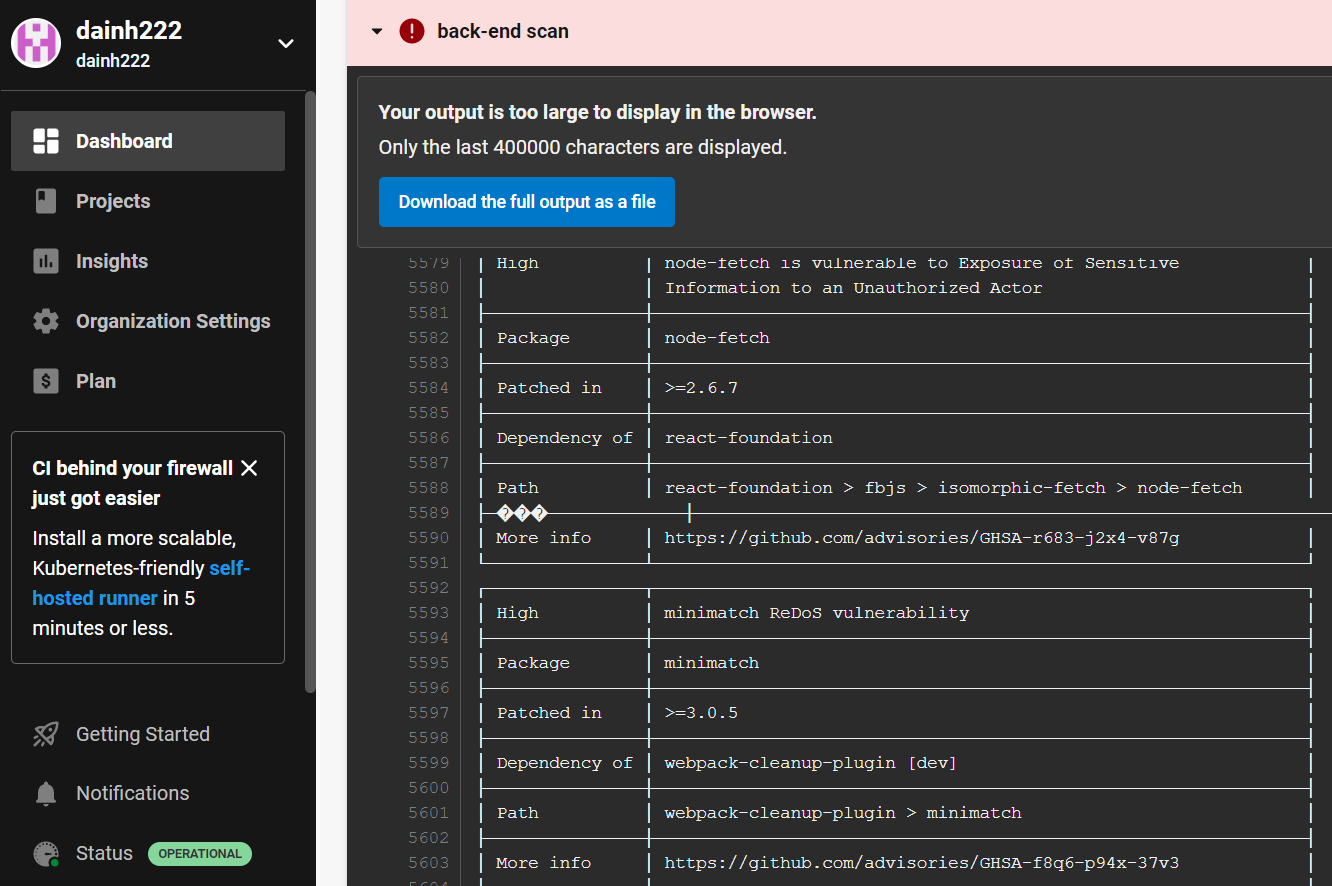 dainh222
dainh222
Dashboard
Projects
Insights
Organization Settings
Plan
CI behind your firewall
just got easier
Install a more scalable,
Kubernetes-friendly self-
hosted runner in 5
minutes or less.
Getting Started
Notifications
Status OPERATIONAL
back-end scan
Your output is too large to display in the browser.
Only the last 400000 characters are displayed.
Download the full output as a file
5579 │ High │ node-fetch is vulnerable to Exposure of Sensitive │
5580 │ │ Information to an Unauthorized Actor │
5581
5582 │ Package │ node-fetch │
5583
5584 │ Patched in │ >=2.6.7 │
5585
5586 │ Dependency of │ react-foundation │
5587
5588 │ Path │ react-foundation > fbjs > isomorphic-fetch > node-fetch │
5589 ���
5590 │ More info │ https://github.com/advisories/GHSA-r683-j2x4-v87g │
5591
5592
5593 │ High │ minimatch ReDoS vulnerability │
5594
5595 │ Package │ minimatch │
5596
5597 │ Patched in │ >=3.0.5 │
5598
5599 │ Dependency of │ webpack-cleanup-plugin [dev] │
5600
5601 │ Path │ webpack-cleanup-plugin > minimatch │
5602
5603 │ More info │ https://github.com/advisories/GHSA-f8q6-p94x-37v3 │